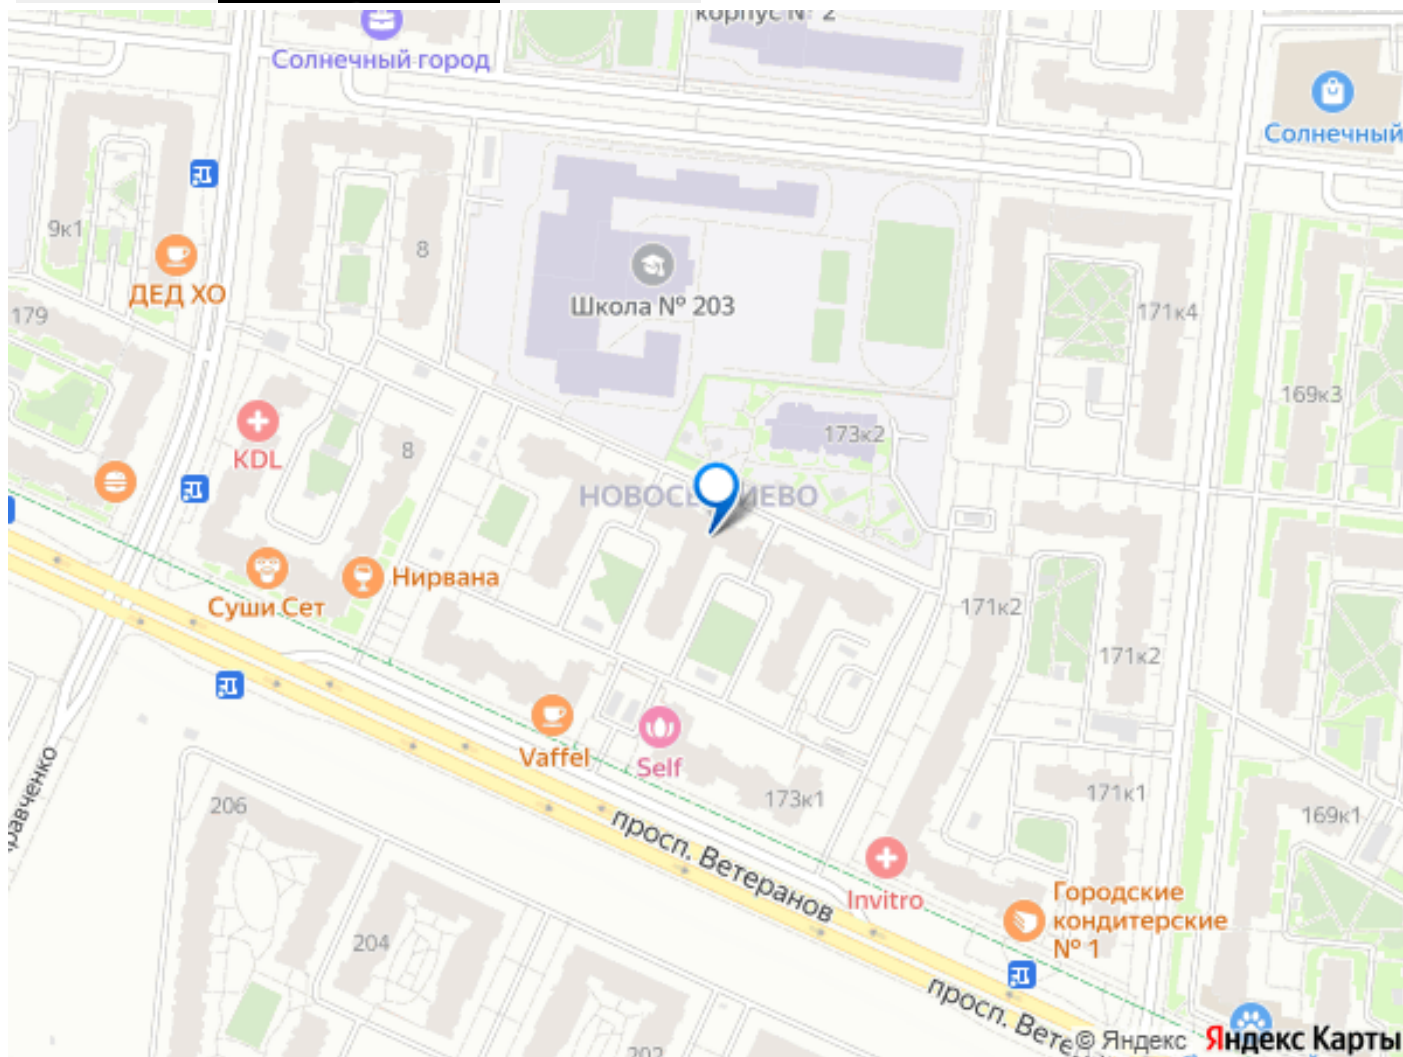 корпус № 2
Солнечный город
Солнечный
9к1
8
ДЕД ХО
Школа № 203
171к4
179
169к3
KDL
8
173к2
Нирвана
Суши Сет
171к2
171к2
Vaffel
Self
173к1
171к1
206
169к1
просп. Ветеранов
Invitro
Городские
кондитерские
№ 1
204
просп. Вете
202
© Яндекс
Яндекс Карты